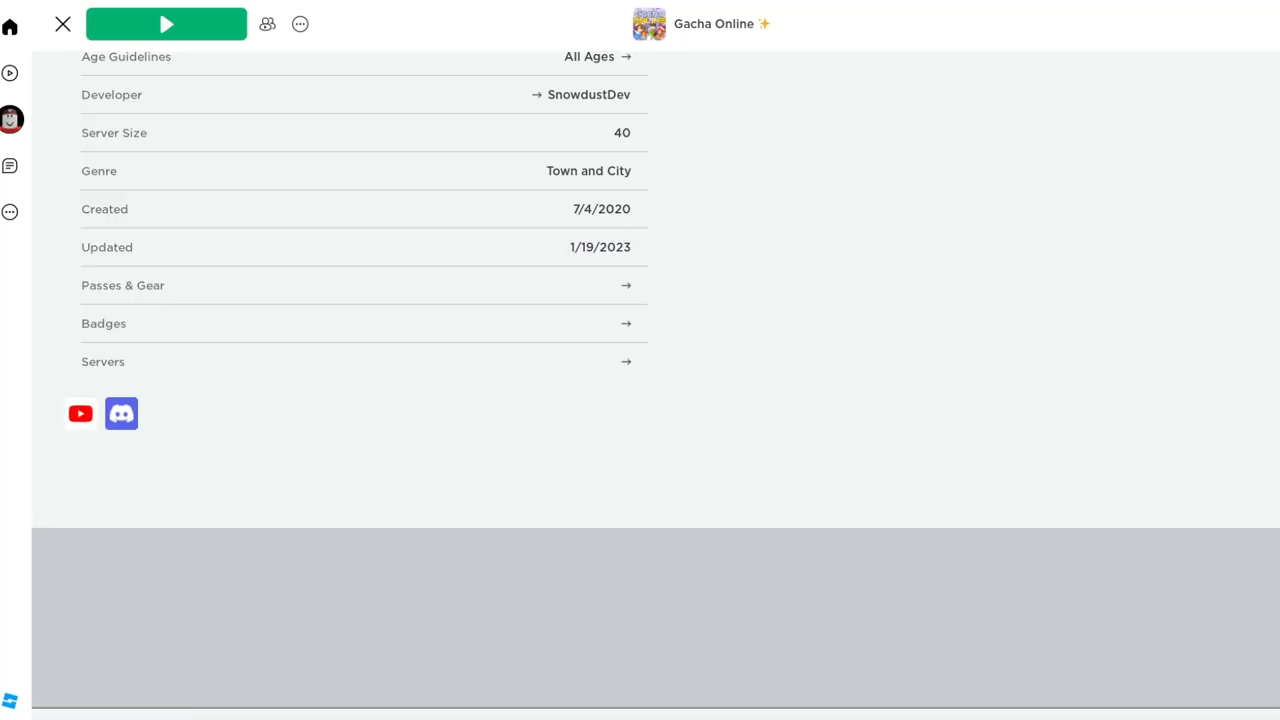 Gacha Online ✨
Age Guidelines All Ages →
Developer → SnowdustDev
Server Size 40
Genre Town and City
Created 7/4/2020
Updated 1/19/2023
Passes & Gear →
Badges →
Servers →